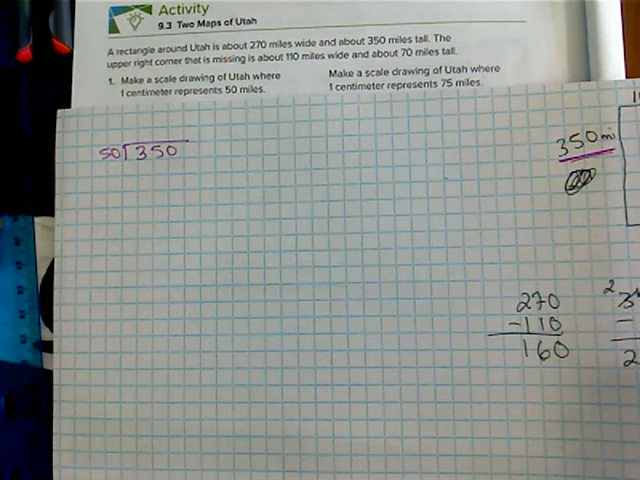 Activity
9.3 Two Maps of Utah
A rectangle around Utah is about 270 miles wide and about 350 miles tall. The
upper right corner that is missing is about 110 miles wide and about 70 miles tall.
1. Make a scale drawing of Utah where
1 centimeter represents 50 miles.
Make a scale drawing of Utah where
1 centimeter represents 75 miles.
50 350
350 mi
270
-110
160
2 3
-
2